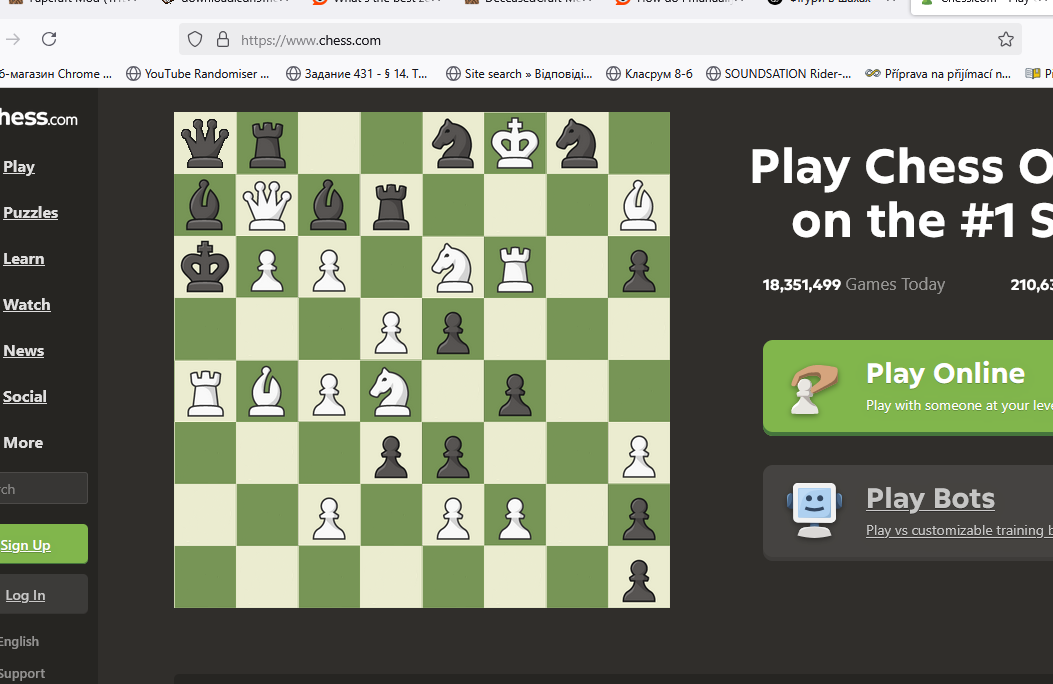 What's the best z
https://www.chess.com
б-магазин Chrome ...
YouTube Randomiser ...
Задание 431 - § 14. Т...
Site search » Відповіді...
Класрум 8-б
SOUNDSATION Rider-...
Příprava na přijímací n...
hess.com
Play
Puzzles
Learn
Watch
News
Social
More
rch
Sign Up
Log In
English
Support
Play Chess O
on the #1 S
18,351,499 Games Today
210,63
Play Online
Play with someone at your leve
Play Bots
Play vs customizable training b